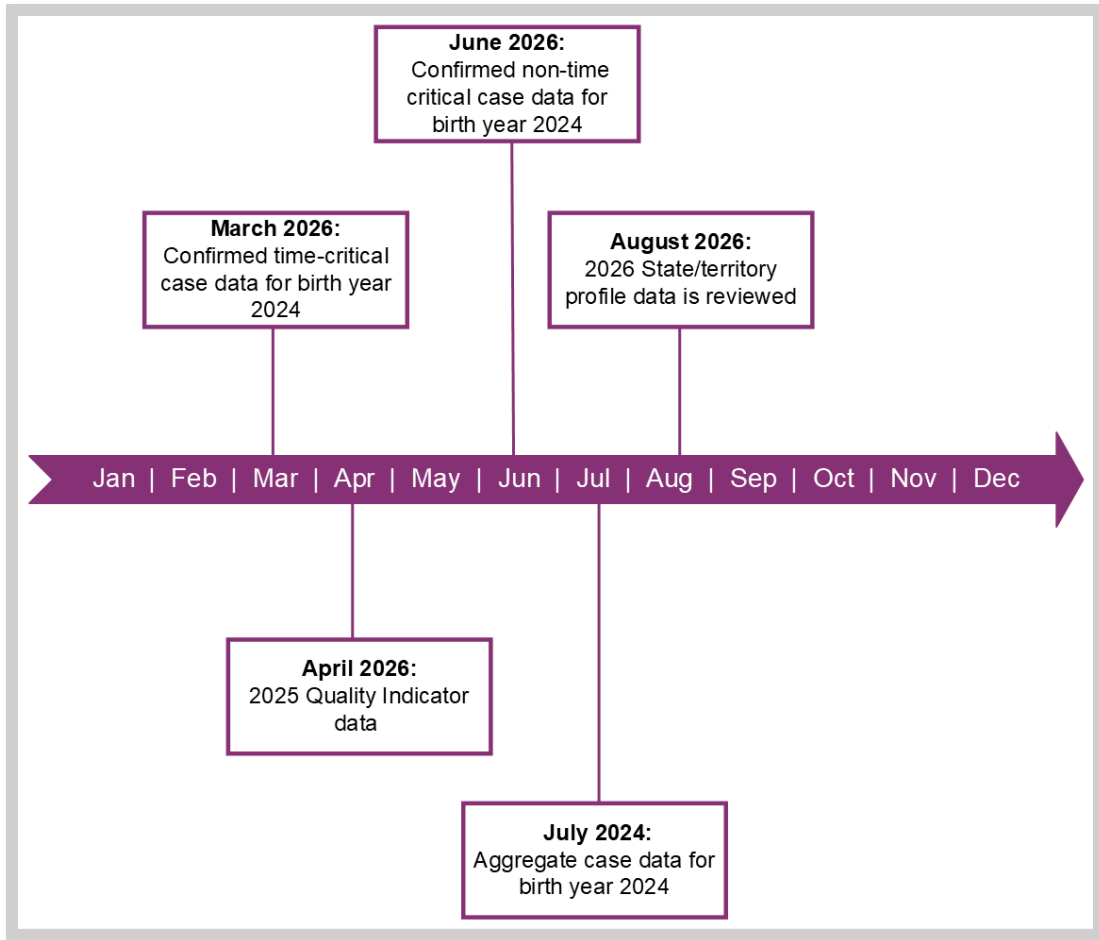 June 2026:
Confirmed non-time
critical case data for
birth year 2024
March 2026:
Confirmed time-critical
case data for birth year
2024
August 2026:
2026 State/territory
profile data is reviewed
Jan | Feb | Mar | Apr | May | Jun | Jul | Aug | Sep | Oct | Nov | Dec
April 2026:
2025 Quality Indicator
data
July 2024:
Aggregate case data for
birth year 2024